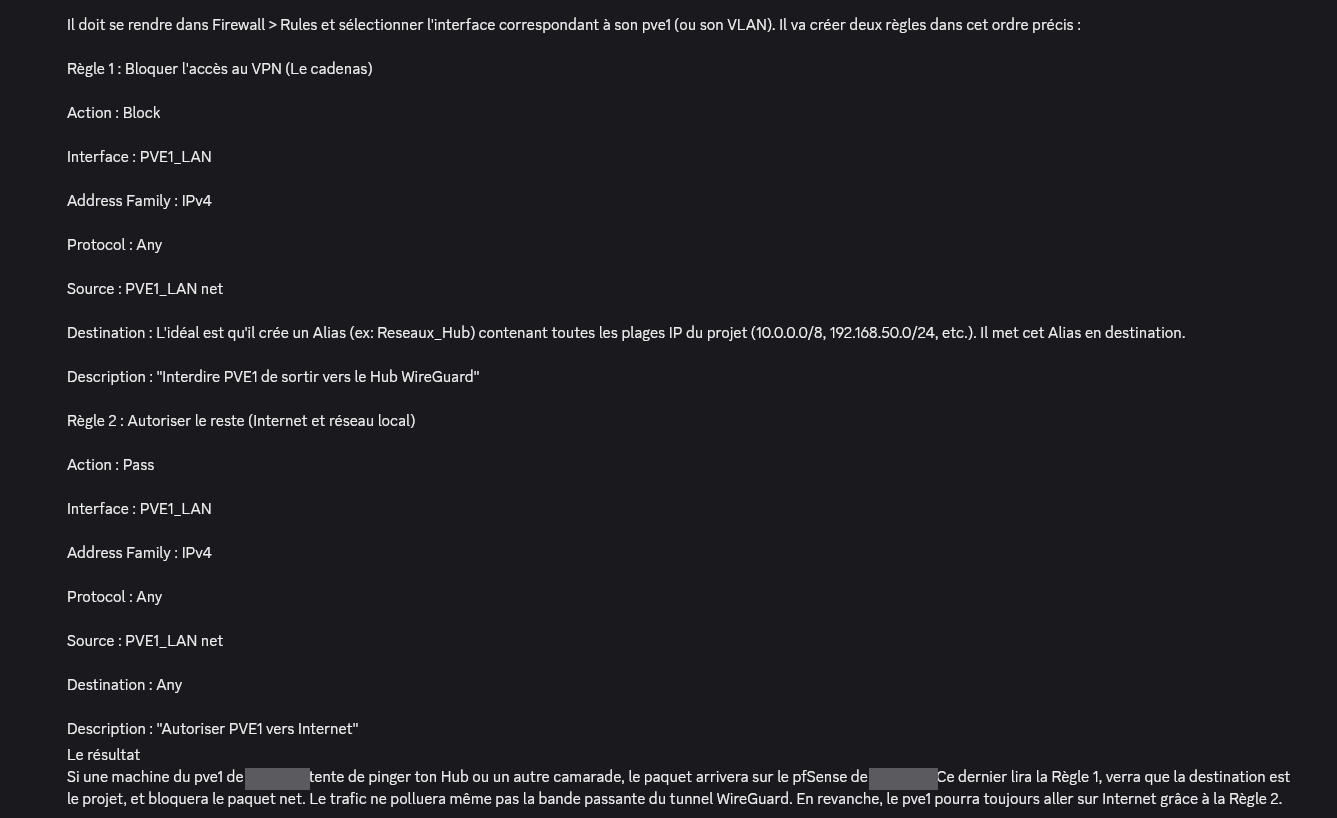 Il doit se rendre dans Firewall > Rules et sélectionner l'interface correspondant à son pve1 (ou son VLAN). Il va créer deux règles dans cet ordre précis :
Règle 1 : Bloquer l'accès au VPN (Le cadenas)
Action : Block
Interface : PVE1_LAN
Address Family : IPv4
Protocol : Any
Source : PVE1_LAN net
Destination : L'idéal est qu'il crée un Alias (ex: Reseaux_Hub) contenant toutes les plages IP du projet (10.0.0.0/8, 192.168.50.0/24, etc.). Il met cet Alias en destination.
Description : "Interdire PVE1 de sortir vers le Hub WireGuard"
Règle 2 : Autoriser le reste (Internet et réseau local)
Action : Pass
Interface : PVE1_LAN
Address Family : IPv4
Protocol : Any
Source : PVE1_LAN net
Destination : Any
Description : "Autoriser PVE1 vers Internet"
Le résultat
Si une machine du pve1 de tente de pinger ton Hub ou un autre camarade, le paquet arrivera sur le pfSense de Ce dernier lira la Règle 1, verra que la destination est
le projet, et bloquera le paquet net. Le trafic ne polluera même pas la bande passante du tunnel WireGuard. En revanche, le pve1 pourra toujours aller sur Internet grâce à la Règle 2.